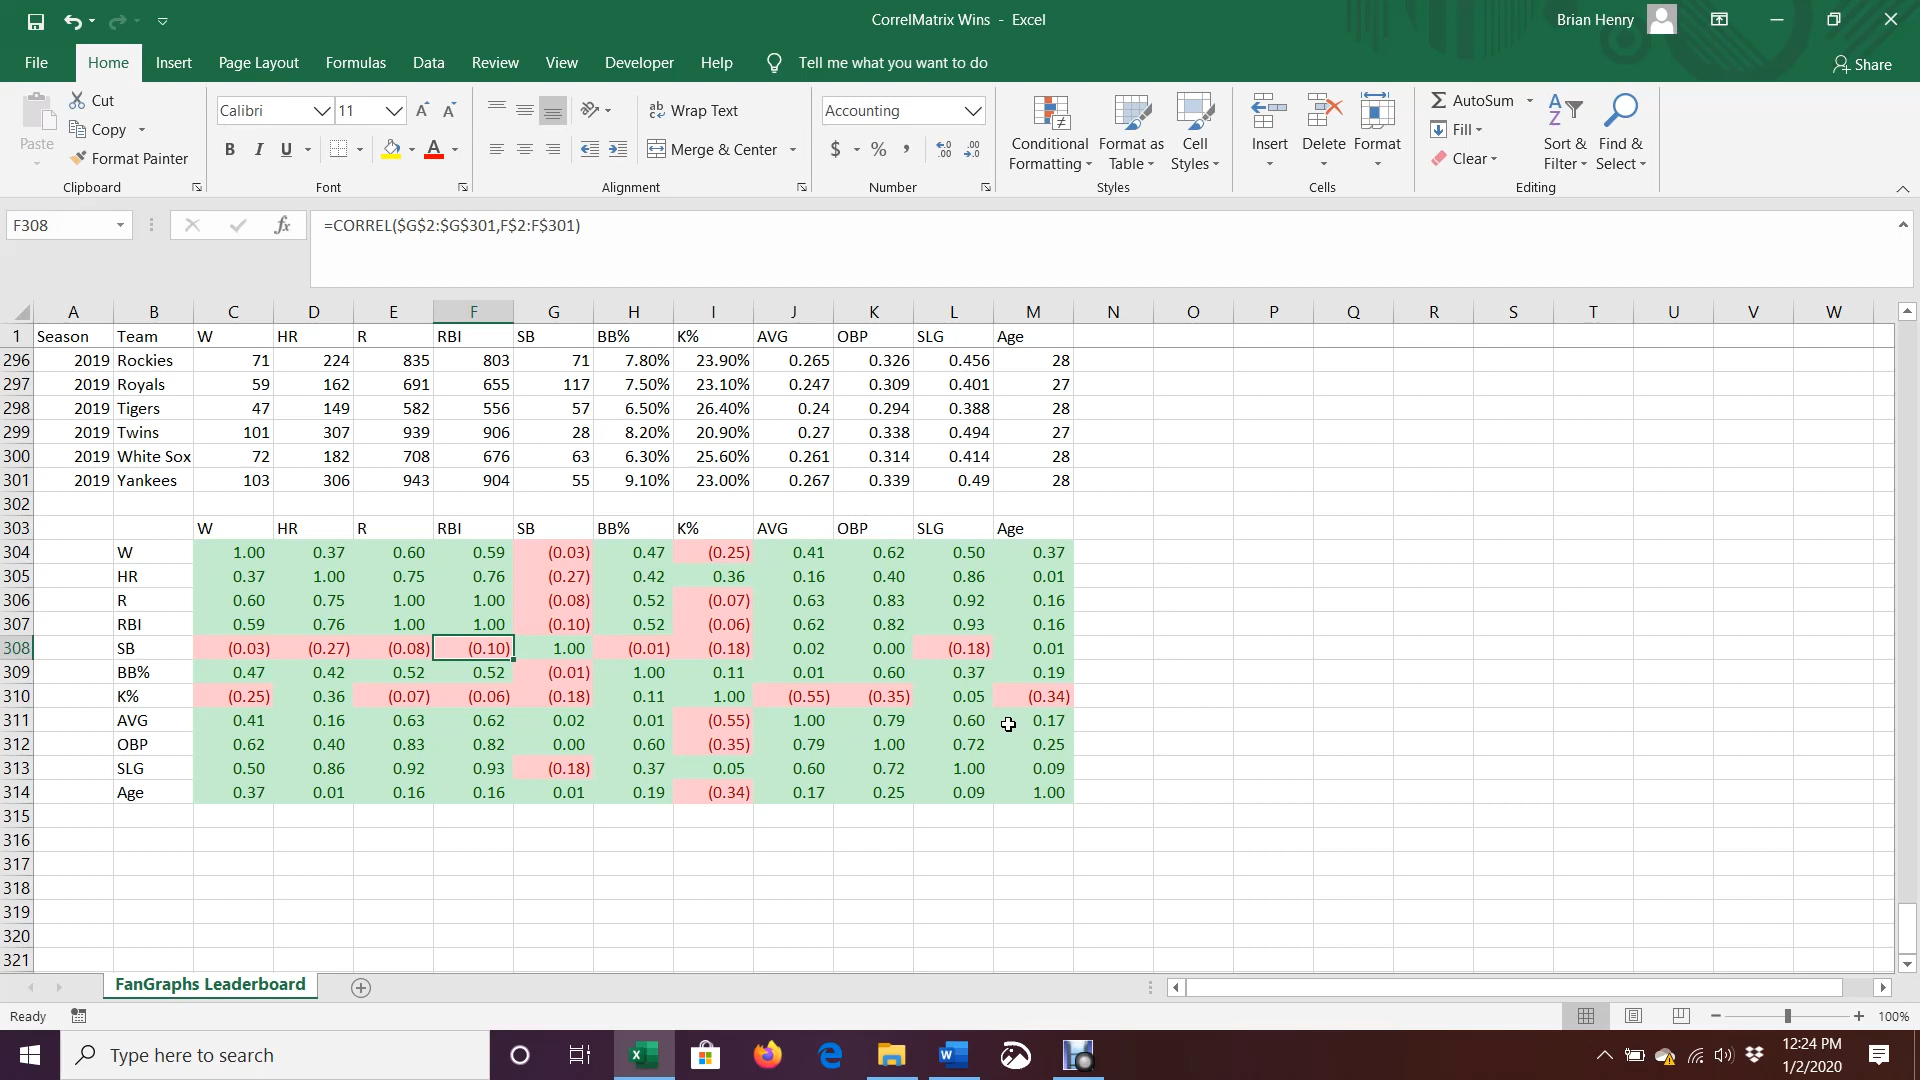 CorrelMatrix Wins - Excel
Brian Henry
File Home Insert Page Layout Formulas Data Review View Developer Help Tell me what you want to do Share
Cut Calibri 11 Wrap Text Accounting AutoSum
Paste Copy Conditional Formatting Format as Table Cell Styles Insert Delete Format Fill Sort & Filter Find & Select
Format Painter B I U Merge & Center $ % , Clear
Clipboard Font Alignment Number Styles Cells Editing
F308 fx =CORREL($G$2:$G$301,F$2:F$301)
A B C D E F G H I J K L M N O P Q R S T U V W
1 Season Team W HR R RBI SB BB% K% AVG OBP SLG Age
296 2019 Rockies 71 224 835 803 71 7.80% 23.90% 0.265 0.326 0.456 28
297 2019 Royals 59 162 691 655 117 7.50% 23.10% 0.247 0.309 0.401 27
298 2019 Tigers 47 149 582 556 57 6.50% 26.40% 0.24 0.294 0.388 28
299 2019 Twins 101 307 939 906 28 8.20% 20.90% 0.27 0.338 0.494 27
300 2019 White Sox 72 182 708 676 63 6.30% 25.60% 0.261 0.314 0.414 28
301 2019 Yankees 103 306 943 904 55 9.10% 23.00% 0.267 0.339 0.49 28
302
303 W HR R RBI SB BB% K% AVG OBP SLG Age
304 W 1.00 0.37 0.60 0.59 (0.03) 0.47 (0.25) 0.41 0.62 0.50 0.37
305 HR 0.37 1.00 0.75 0.76 (0.27) 0.42 0.36 0.16 0.40 0.86 0.01
306 R 0.60 0.75 1.00 1.00 (0.08) 0.52 (0.07) 0.63 0.83 0.92 0.16
307 RBI 0.59 0.76 1.00 1.00 (0.10) 0.52 (0.06) 0.62 0.82 0.93 0.16
308 SB (0.03) (0.27) (0.08) (0.10) 1.00 (0.01) (0.18) 0.02 0.00 (0.18) 0.01
309 BB% 0.47 0.42 0.52 0.52 (0.01) 1.00 0.11 0.01 0.60 0.37 0.19
310 K% (0.25) 0.36 (0.07) (0.06) (0.18) 0.11 1.00 (0.55) (0.35) 0.05 (0.34)
311 AVG 0.41 0.16 0.63 0.62 0.02 0.01 (0.55) 1.00 0.79 0.60 0.17
312 OBP 0.62 0.40 0.83 0.82 0.00 0.60 (0.35) 0.79 1.00 0.72 0.25
313 SLG 0.50 0.86 0.92 0.93 (0.18) 0.37 0.05 0.60 0.72 1.00 0.09
314 Age 0.37 0.01 0.16 0.16 0.01 0.19 (0.34) 0.17 0.25 0.09 1.00
315
316
317
318
319
320
321
FanGraphs Leaderboard
Ready 100%
Type here to search
12:24 PM
1/2/2020